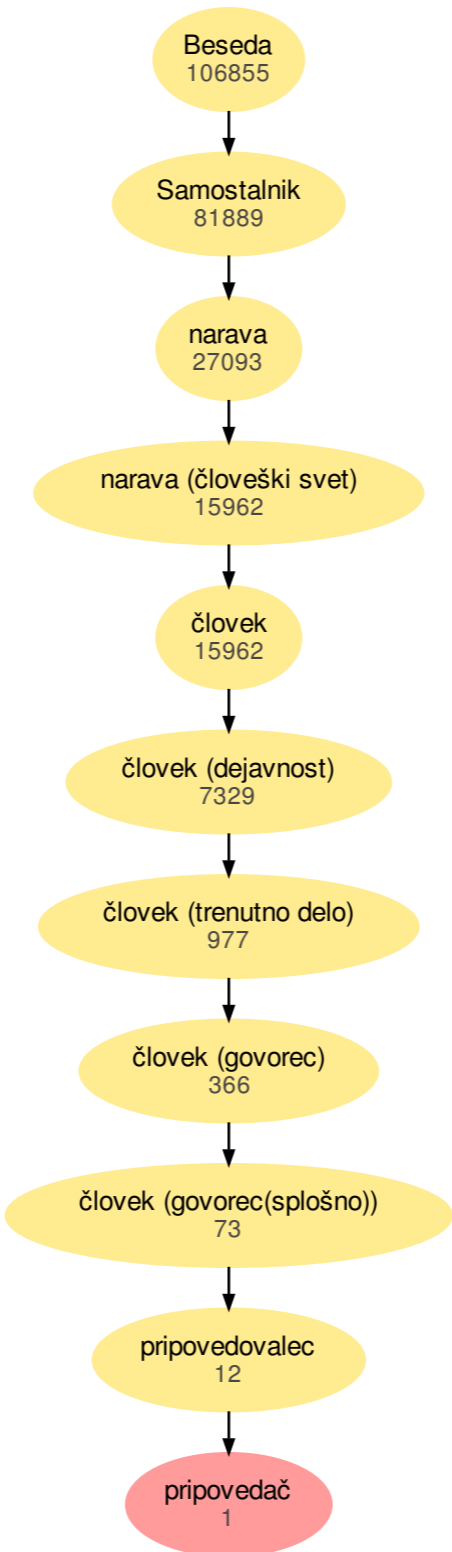 Beseda
106855
Samostalnik
81889
narava
27093
narava (človeški svet)
15962
človek
15962
človek (dejavnost)
7329
človek (trenutno delo)
977
človek (govorec)
366
človek (govorec(splošno))
73
pripovedovalec
12
pripovedač
1